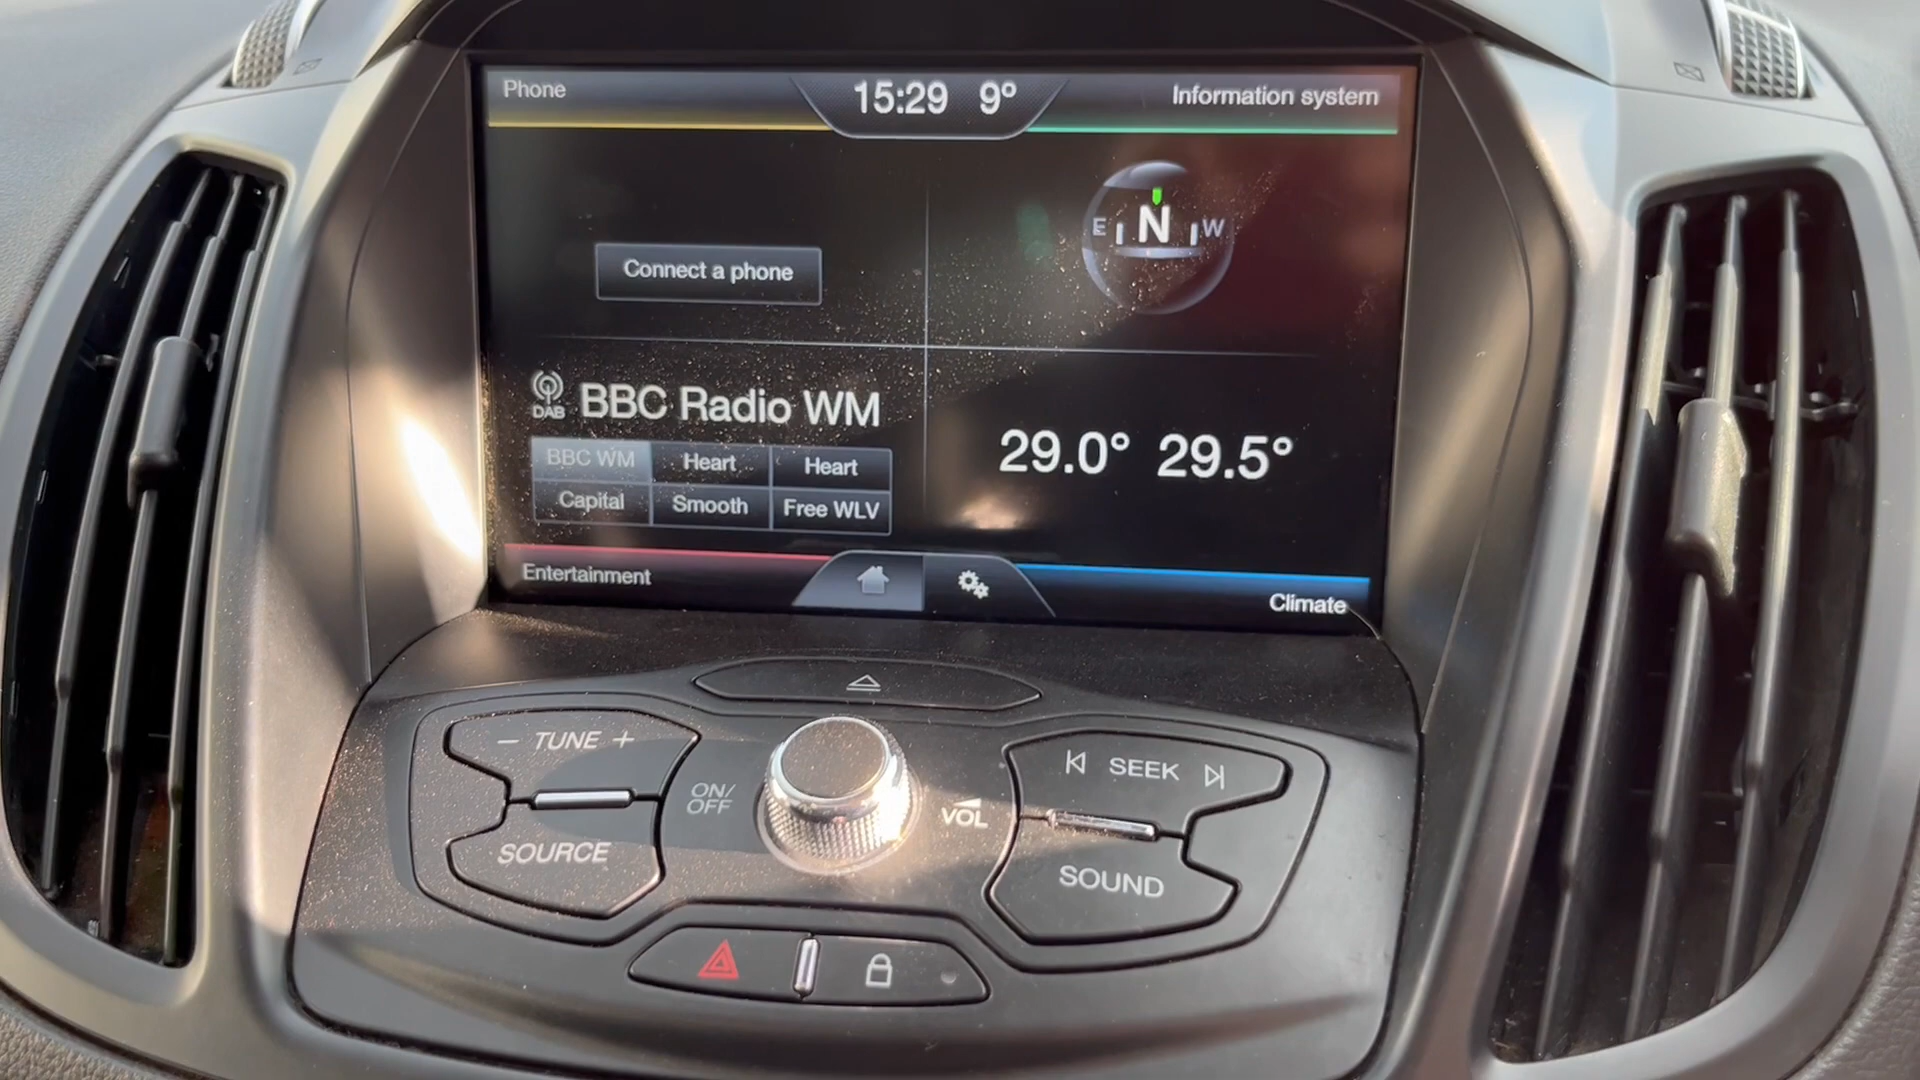 Phone
15:29 9°
Information system
E N W
Connect a phone
DAB
BBC Radio WM
BBC WM Heart Heart
Capital Smooth Free WLV
29.0° 29.5°
Entertainment
Climate
– TUNE +
SOURCE
ON/
OFF
VOL
SEEK
SOUND